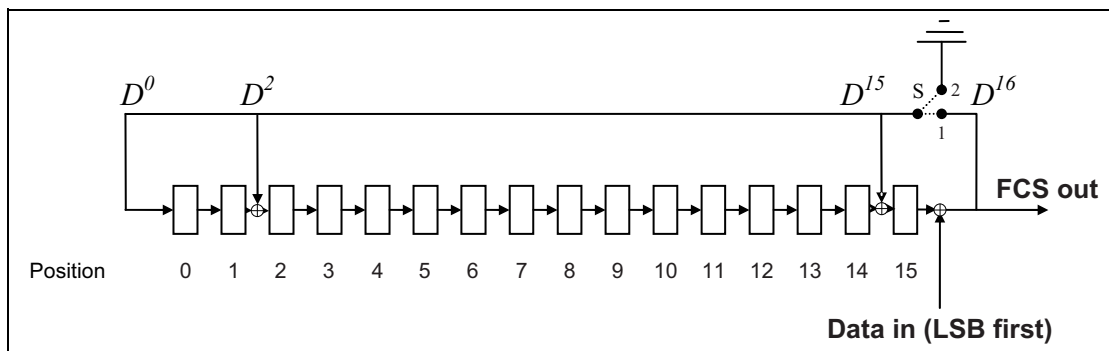 S 2
D⁰ D² D¹⁵ D¹⁶
1
FCS out
Position 0 1 2 3 4 5 6 7 8 9 10 11 12 13 14 15
Data in (LSB first)